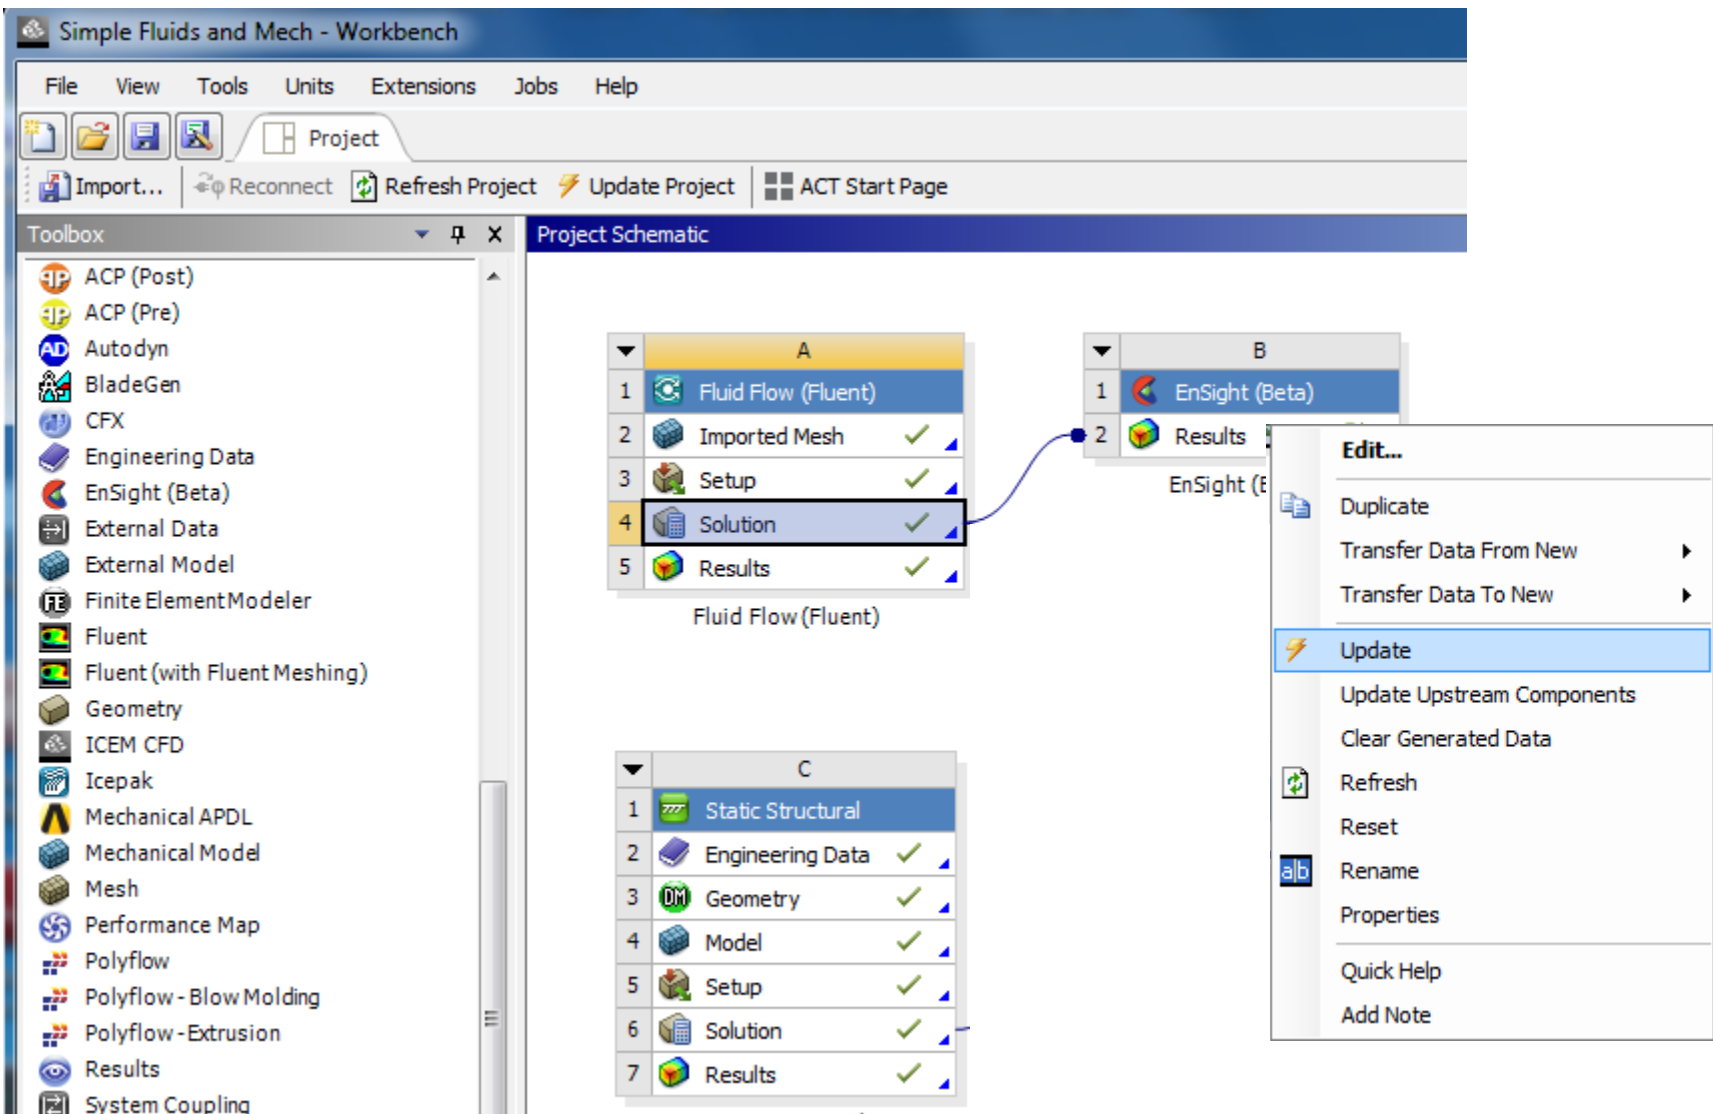 Simple Fluids and Mech - Workbench
File View Tools Units Extensions Jobs Help
Project
Import... Reconnect Refresh Project Update Project ACT Start Page
Toolbox
ACP (Post)
ACP (Pre)
Autodyn
BladeGen
CFX
Engineering Data
EnSight (Beta)
External Data
External Model
Finite Element Modeler
Fluent
Fluent (with Fluent Meshing)
Geometry
ICEM CFD
Icepak
Mechanical APDL
Mechanical Model
Mesh
Performance Map
Polyflow
Polyflow - Blow Molding
Polyflow - Extrusion
Results
System Coupling
Project Schematic
A
1 Fluid Flow (Fluent)
2 Imported Mesh
3 Setup
4 Solution
5 Results
Fluid Flow (Fluent)
B
1 EnSight (Beta)
2 Results
EnSight (
C
1 Static Structural
2 Engineering Data
3 Geometry
4 Model
5 Setup
6 Solution
7 Results
Edit...
Duplicate
Transfer Data From New
Transfer Data To New
Update
Update Upstream Components
Clear Generated Data
Refresh
Reset
Rename
Properties
Quick Help
Add Note